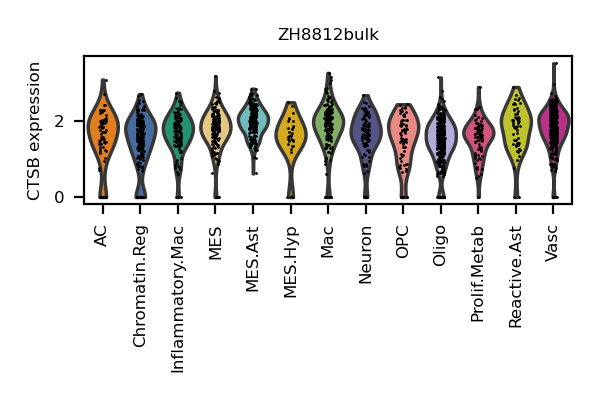 ZH8812bulk
CTSB expression
2
0
AC
Chromatin.Reg
Inflammatory.Mac
MES
MES.Ast
MES.Hyp
Mac
Neuron
OPC
Oligo
Prolif.Metab
Reactive.Ast
Vasc